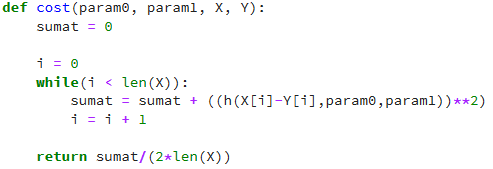 def cost(param0, param1, X, Y):
    sumat = 0

    i = 0
    while(i < len(X)):
        sumat = sumat + ((h(X[i]-Y[i],param0,param1))**2)
        i = i + 1

    return sumat/(2*len(X))